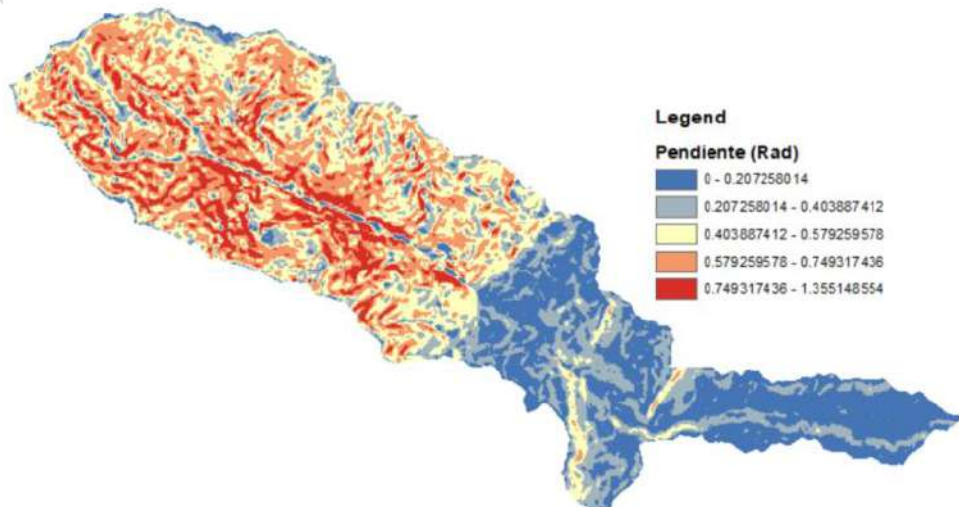 Legend
Pendiente (Rad)
0 - 0.207258014
0.207258014 - 0.403887412
0.403887412 - 0.579259578
0.579259578 - 0.749317436
0.749317436 - 1.355148554